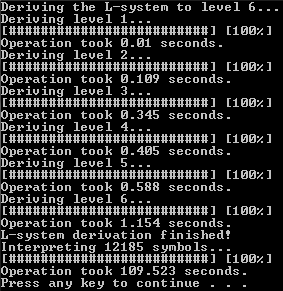 Deriving the L-system to level 6...
Deriving level 1...
[##########################] [100%]
Operation took 0.01 seconds.
Deriving level 2...
[##########################] [100%]
Operation took 0.109 seconds.
Deriving level 3...
[##########################] [100%]
Operation took 0.345 seconds.
Deriving level 4...
[##########################] [100%]
Operation took 0.405 seconds.
Deriving level 5...
[##########################] [100%]
Operation took 0.588 seconds.
Deriving level 6...
[##########################] [100%]
Operation took 1.154 seconds.
L-system derivation finished!
Interpreting 12185 symbols...
[##########################] [100%]
Operation took 109.523 seconds.
Press any key to continue . . .